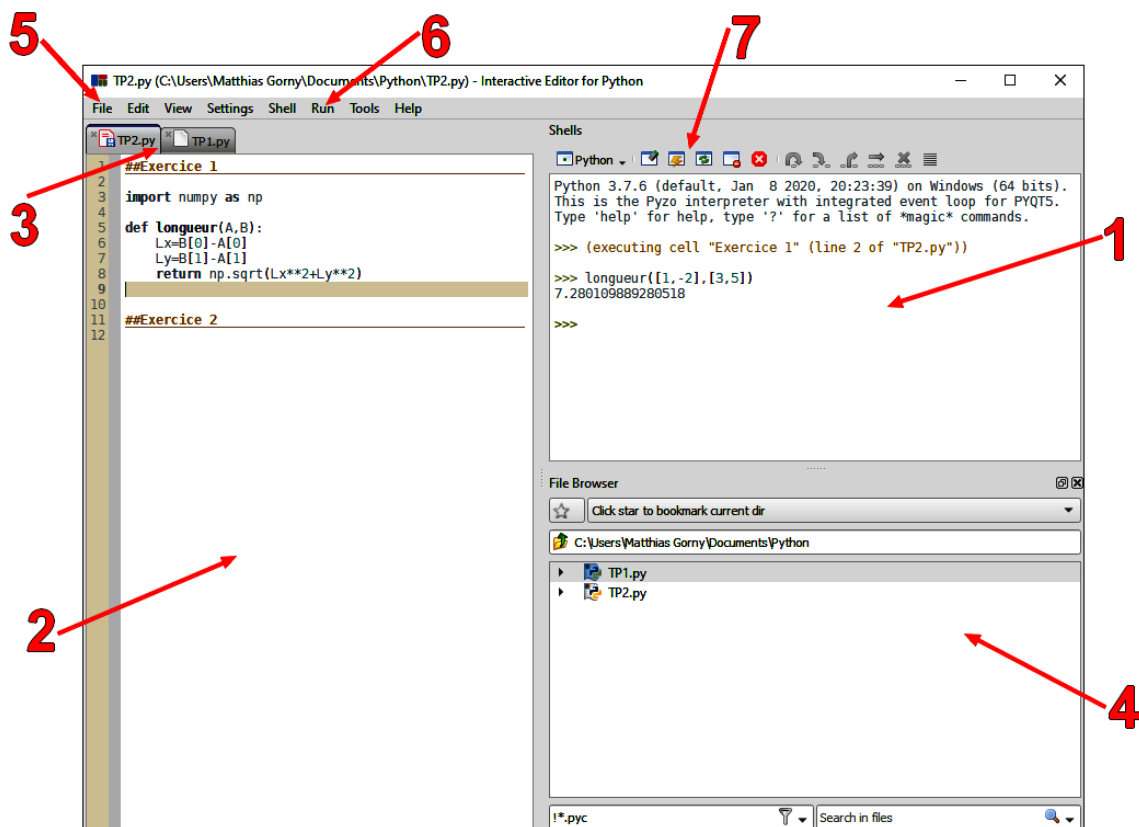 5
6
7
TP2.py (C:\Users\Matthias Gorny\Documents\Python\TP2.py) - Interactive Editor for Python
File Edit View Settings Shell Run Tools Help
TP2.py TP1.py
1 ##Exercice 1
2
3 import numpy as np
4
5 def longueur(A,B):
6 Lx=B[0]-A[0]
7 Ly=B[1]-A[1]
8 return np.sqrt(Lx**2+Ly**2)
9
10
11 ##Exercice 2
12
3
2
Shells
Python
Python 3.7.6 (default, Jan 8 2020, 20:23:39) on Windows (64 bits).
This is the Pyzo interpreter with integrated event loop for PYQT5.
Type 'help' for help, type '?' for a list of *magic* commands.
>>> (executing cell "Exercice 1" (line 2 of "TP2.py"))
>>> longueur([1,-2],[3,5])
7.280109889280518
>>>
1
File Browser
Click star to bookmark current dir
C:\Users\Matthias Gorny\Documents\Python
TP1.py
TP2.py
4
!*.pyc
Search in files